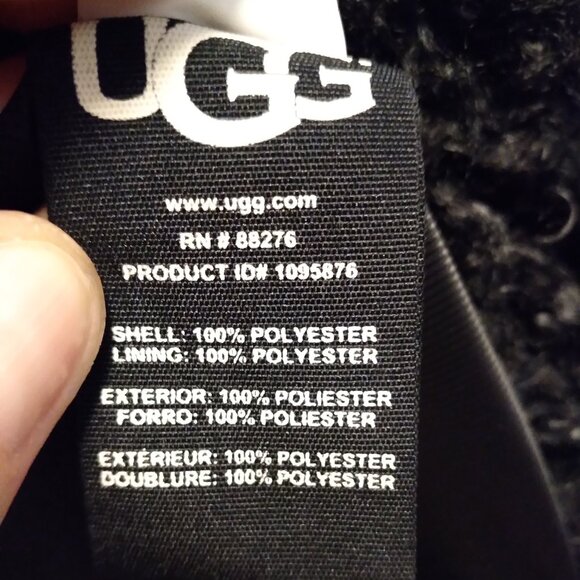 UGG
www.ugg.com
RN # 88276
PRODUCT ID# 1095876
SHELL: 100% POLYESTER
LINING: 100% POLYESTER
EXTERIOR: 100% POLIESTER
FORRO: 100% POLIESTER
EXTÉRIEUR: 100% POLYESTER
DOUBLURE: 100% POLYESTER